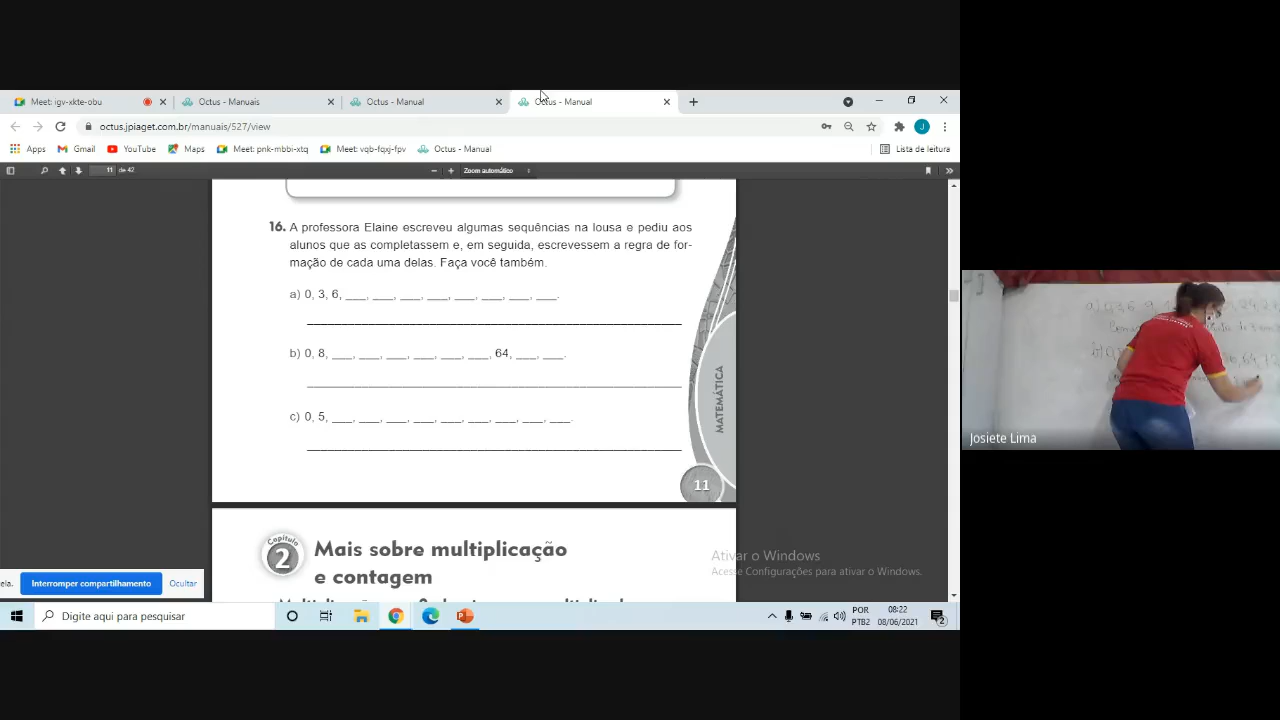 Meet: igv-xkte-obu
Octus - Manuais
Octus - Manual
Octus - Manual
octus.jpiaget.com.br/manuais/527/view
Apps
Gmail
YouTube
Maps
Meet: pnk-mbbi-xtq
Meet: vqb-fqxj-fpv
Octus - Manual
Lista de leitura
11 de 42
Zoom automático
16. A professora Elaine escreveu algumas sequências na lousa e pediu aos
alunos que as completassem e, em seguida, escrevessem a regra de for-
mação de cada uma delas. Faça você também.
a) 0, 3, 6, ___, ___, ___, ___, ___, ___, ___, ___.
b) 0, 8, ___, ___, ___, ___, ___, ___, 64, ___, ___.
c) 0, 5, ___, ___, ___, ___, ___, ___, ___, ___, ___.
MATEMÁTICA
11
Capítulo
2
Mais sobre multiplicação
e contagem
Ativar o Windows
Acesse Configurações para ativar o Windows.
ela.
Interromper compartilhamento
Ocultar
Digite aqui para pesquisar
POR
PTB2
08:22
08/06/2021
2
Josiete Lima